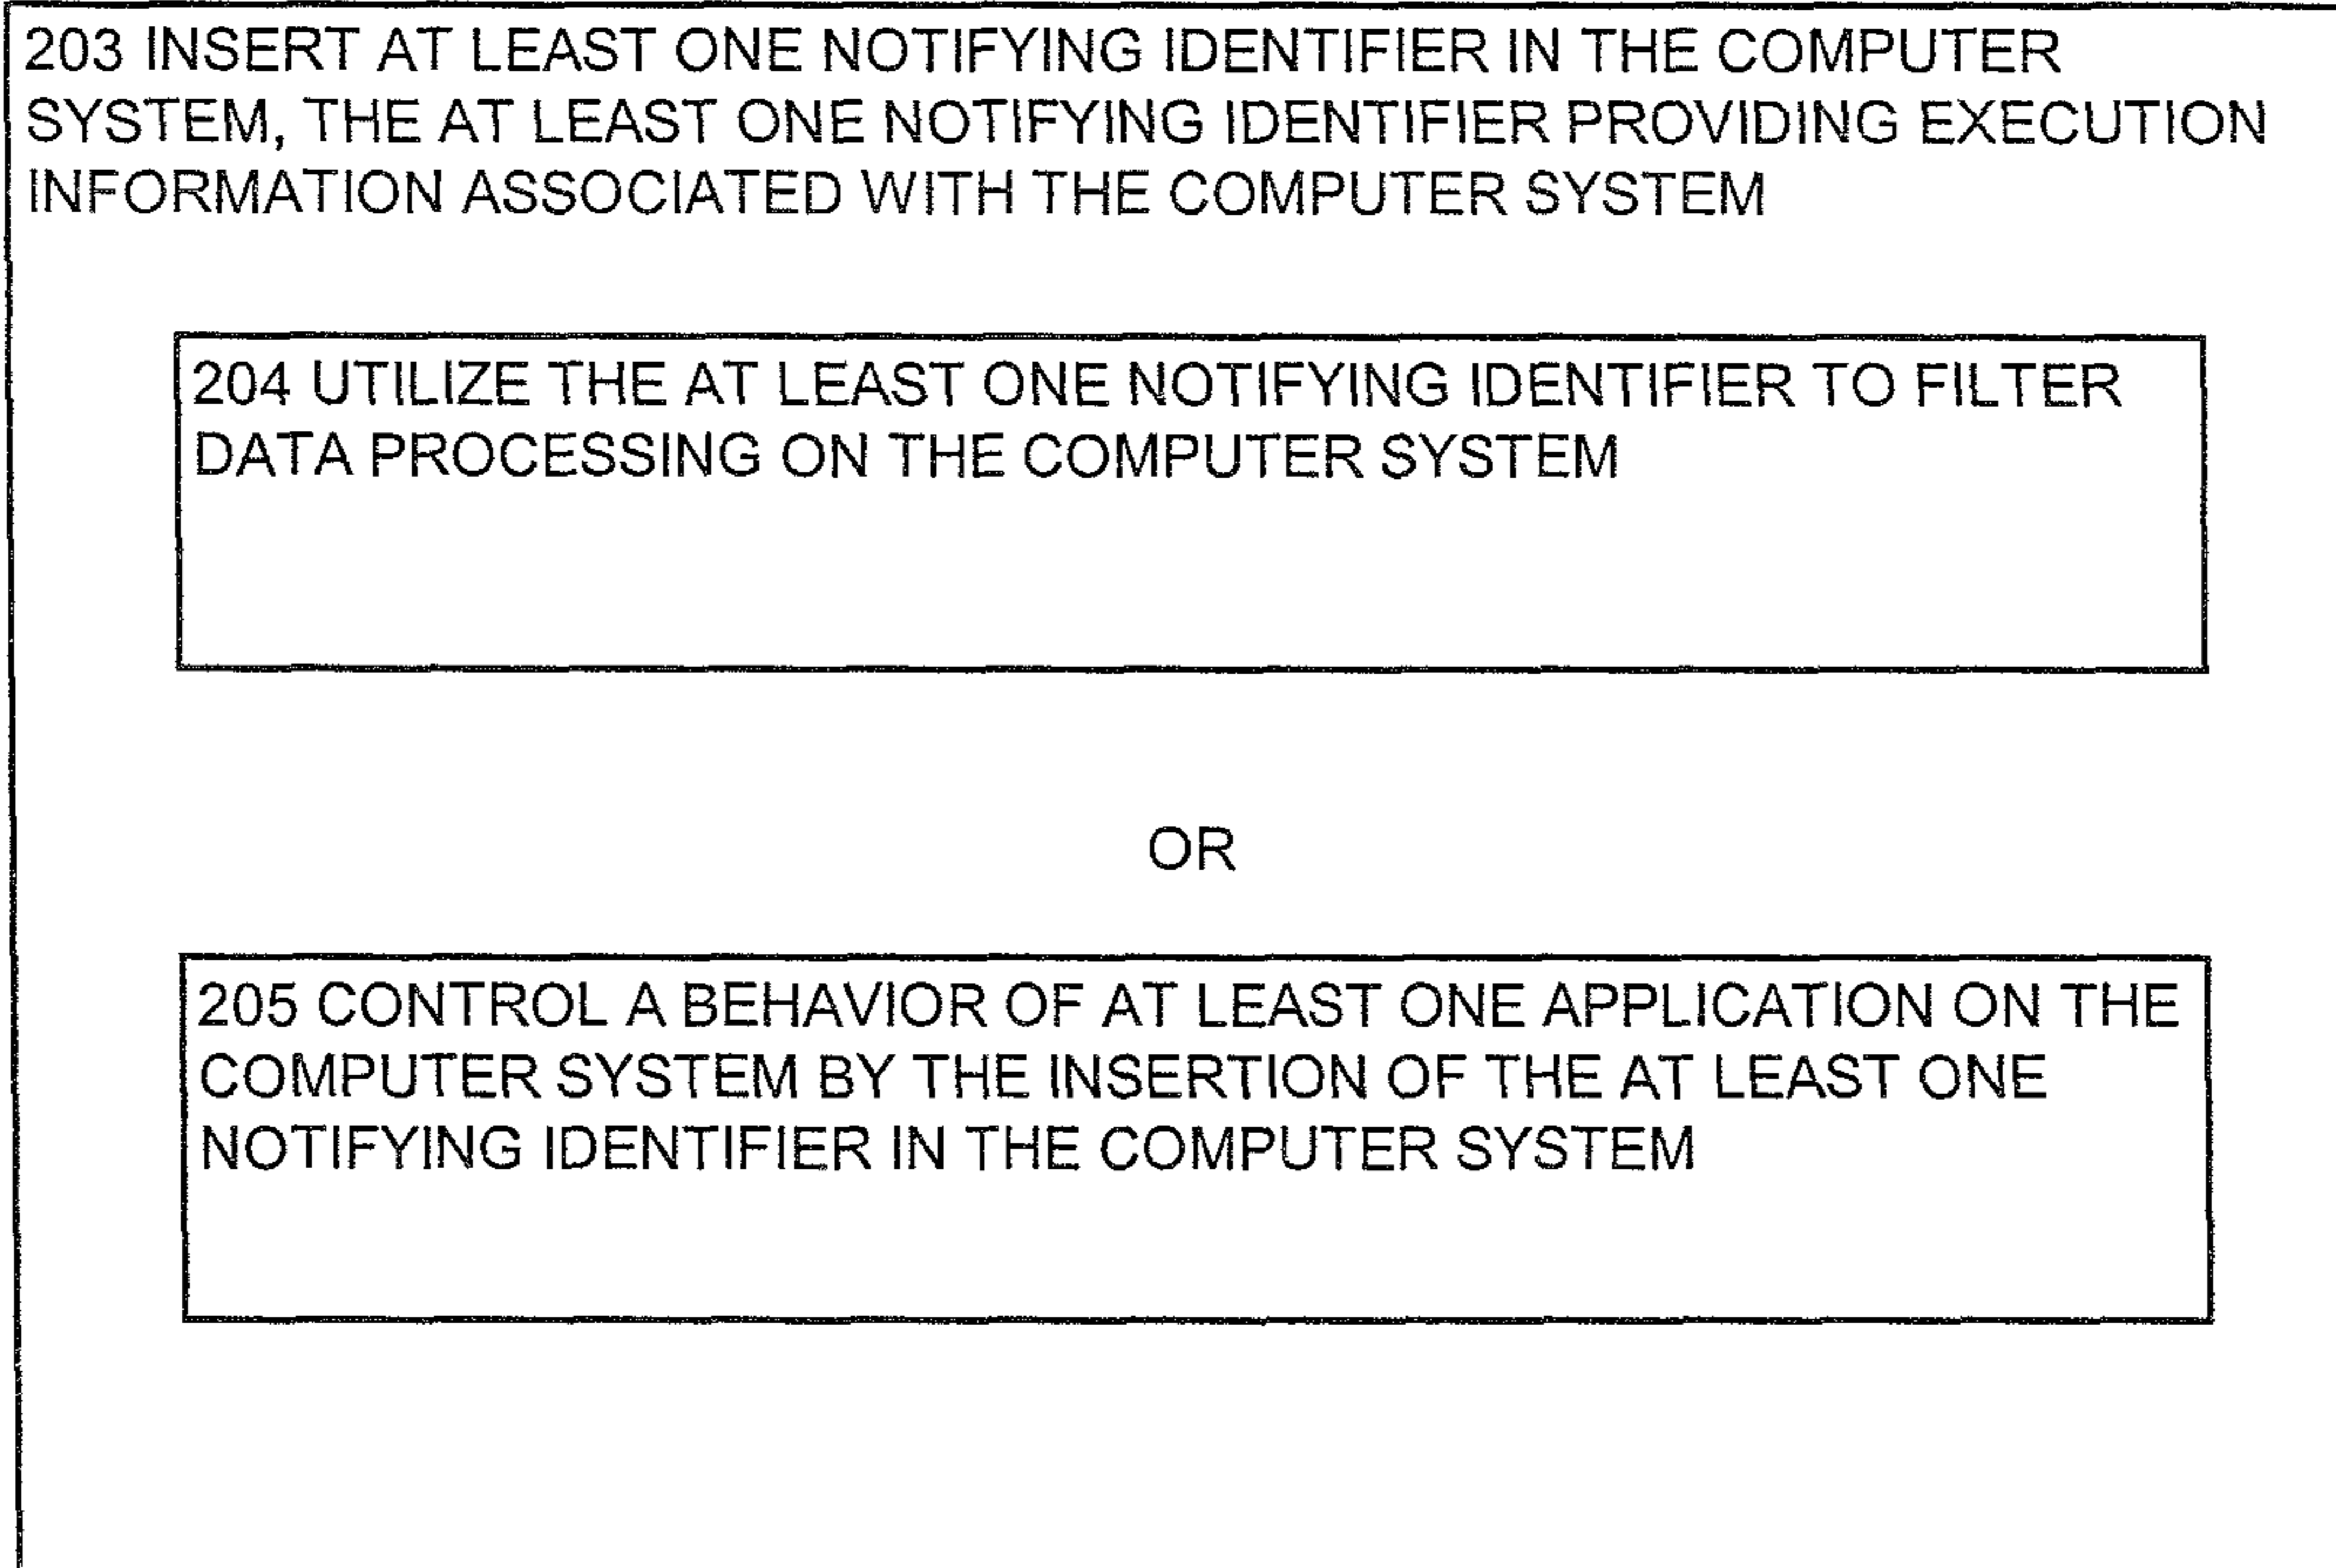 203 INSERT AT LEAST ONE NOTIFYING IDENTIFIER IN THE COMPUTER
SYSTEM, THE AT LEAST ONE NOTIFYING IDENTIFIER PROVIDING EXECUTION
INFORMATION ASSOCIATED WITH THE COMPUTER SYSTEM
204 UTILIZE THE AT LEAST ONE NOTIFYING IDENTIFIER TO FILTER
DATA PROCESSING ON THE COMPUTER SYSTEM
OR
205 CONTROL A BEHAVIOR OF AT LEAST ONE APPLICATION ON THE
COMPUTER SYSTEM BY THE INSERTION OF THE AT LEAST ONE
NOTIFYING IDENTIFIER IN THE COMPUTER SYSTEM